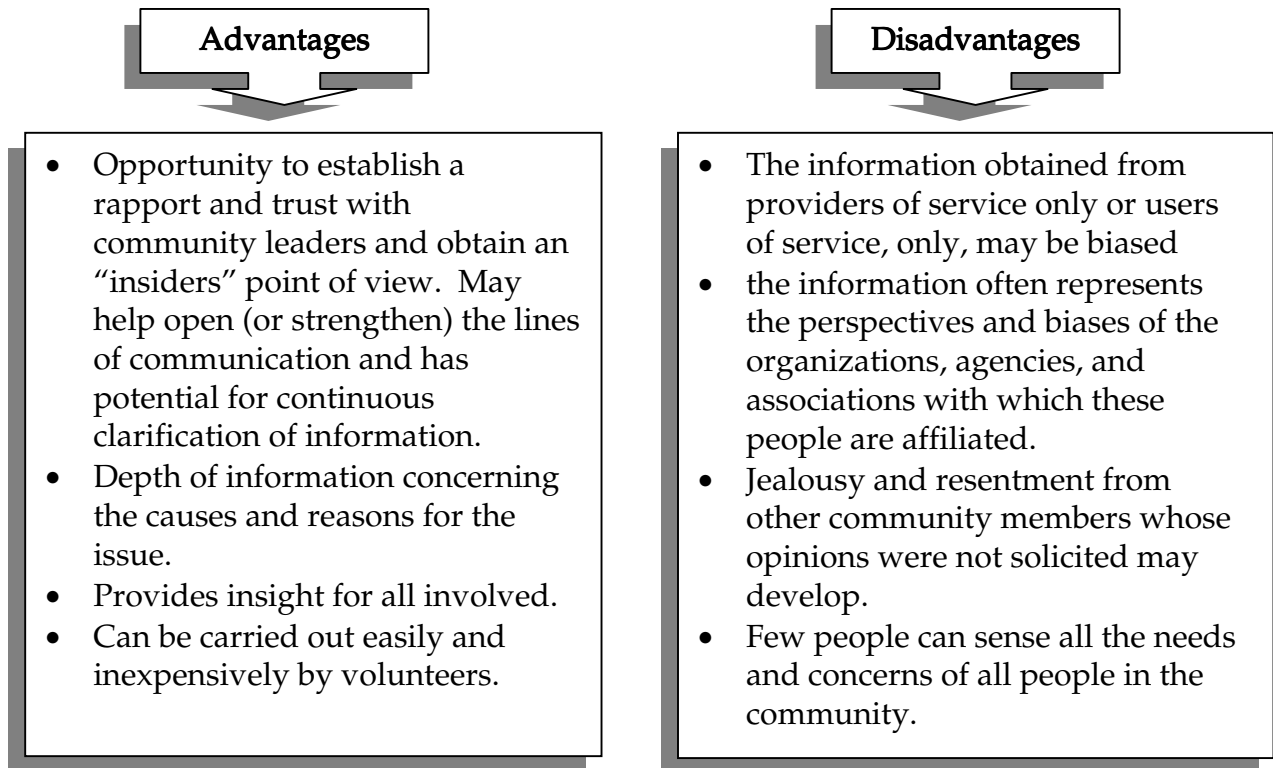 Advantages
• Opportunity to establish a
rapport and trust with
community leaders and obtain an
“insiders” point of view.  May
help open (or strengthen) the lines
of communication and has
potential for continuous
clarification of information.
• Depth of information concerning
the causes and reasons for the
issue.
• Provides insight for all involved.
• Can be carried out easily and
inexpensively by volunteers.
Disadvantages
• The information obtained from
providers of service only or users
of service, only, may be biased
• the information often represents
the perspectives and biases of the
organizations, agencies, and
associations with which these
people are affiliated.
• Jealousy and resentment from
other community members whose
opinions were not solicited may
develop.
• Few people can sense all the needs
and concerns of all people in the
community.